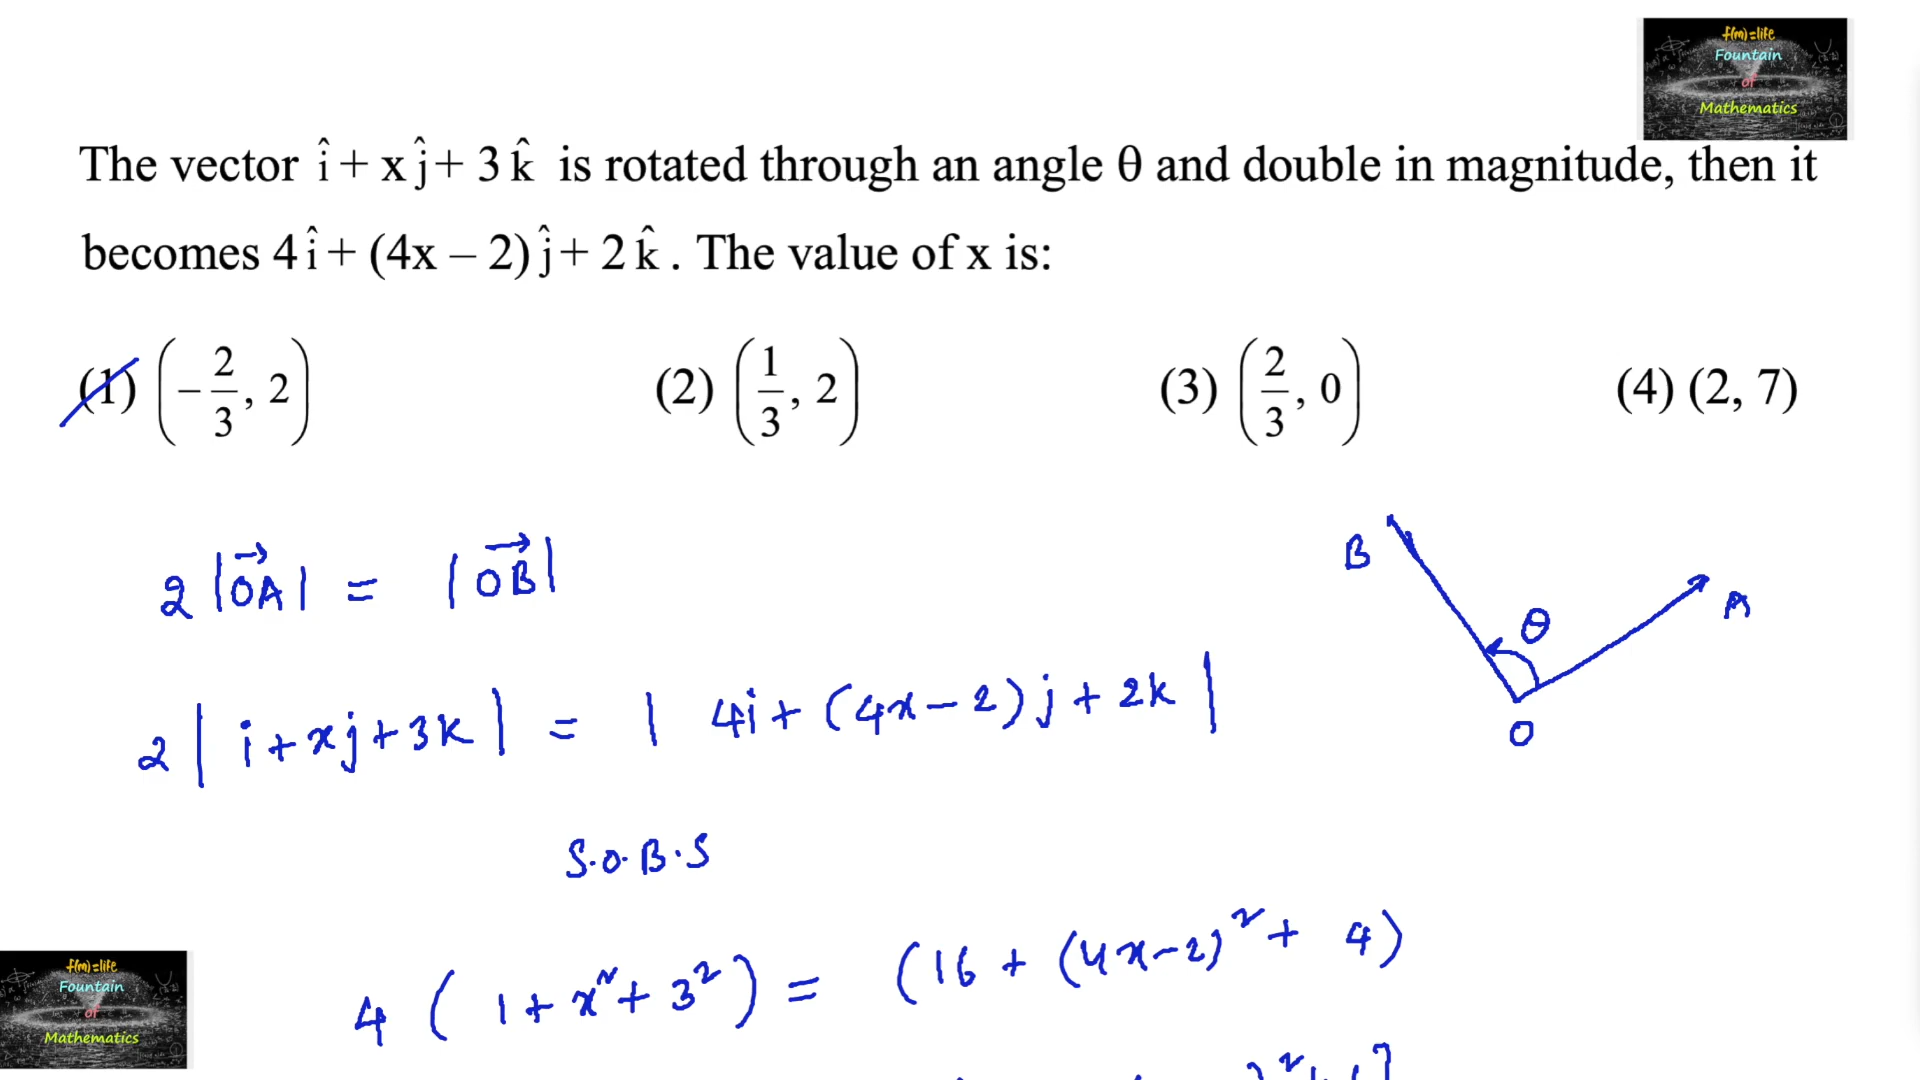 f(m)=life
Fountain
of
Mathematics
The vector î + x ĵ + 3 k̂ is rotated through an angle θ and double in magnitude, then it
becomes 4 î + (4x – 2) ĵ + 2 k̂ . The value of x is:
(1) (-2/3, 2) (2) (1/3, 2) (3) (2/3, 0) (4) (2, 7)
2 |OA| = |OB|
B
θ
A
O
2 | i + xj + 3k | = | 4i + (4x - 2) j + 2k |
S.O.B.S
4 ( 1 + x² + 3² ) = (16 + (4x - 2)² + 4)
f(m)=life
Fountain
of
Mathematics